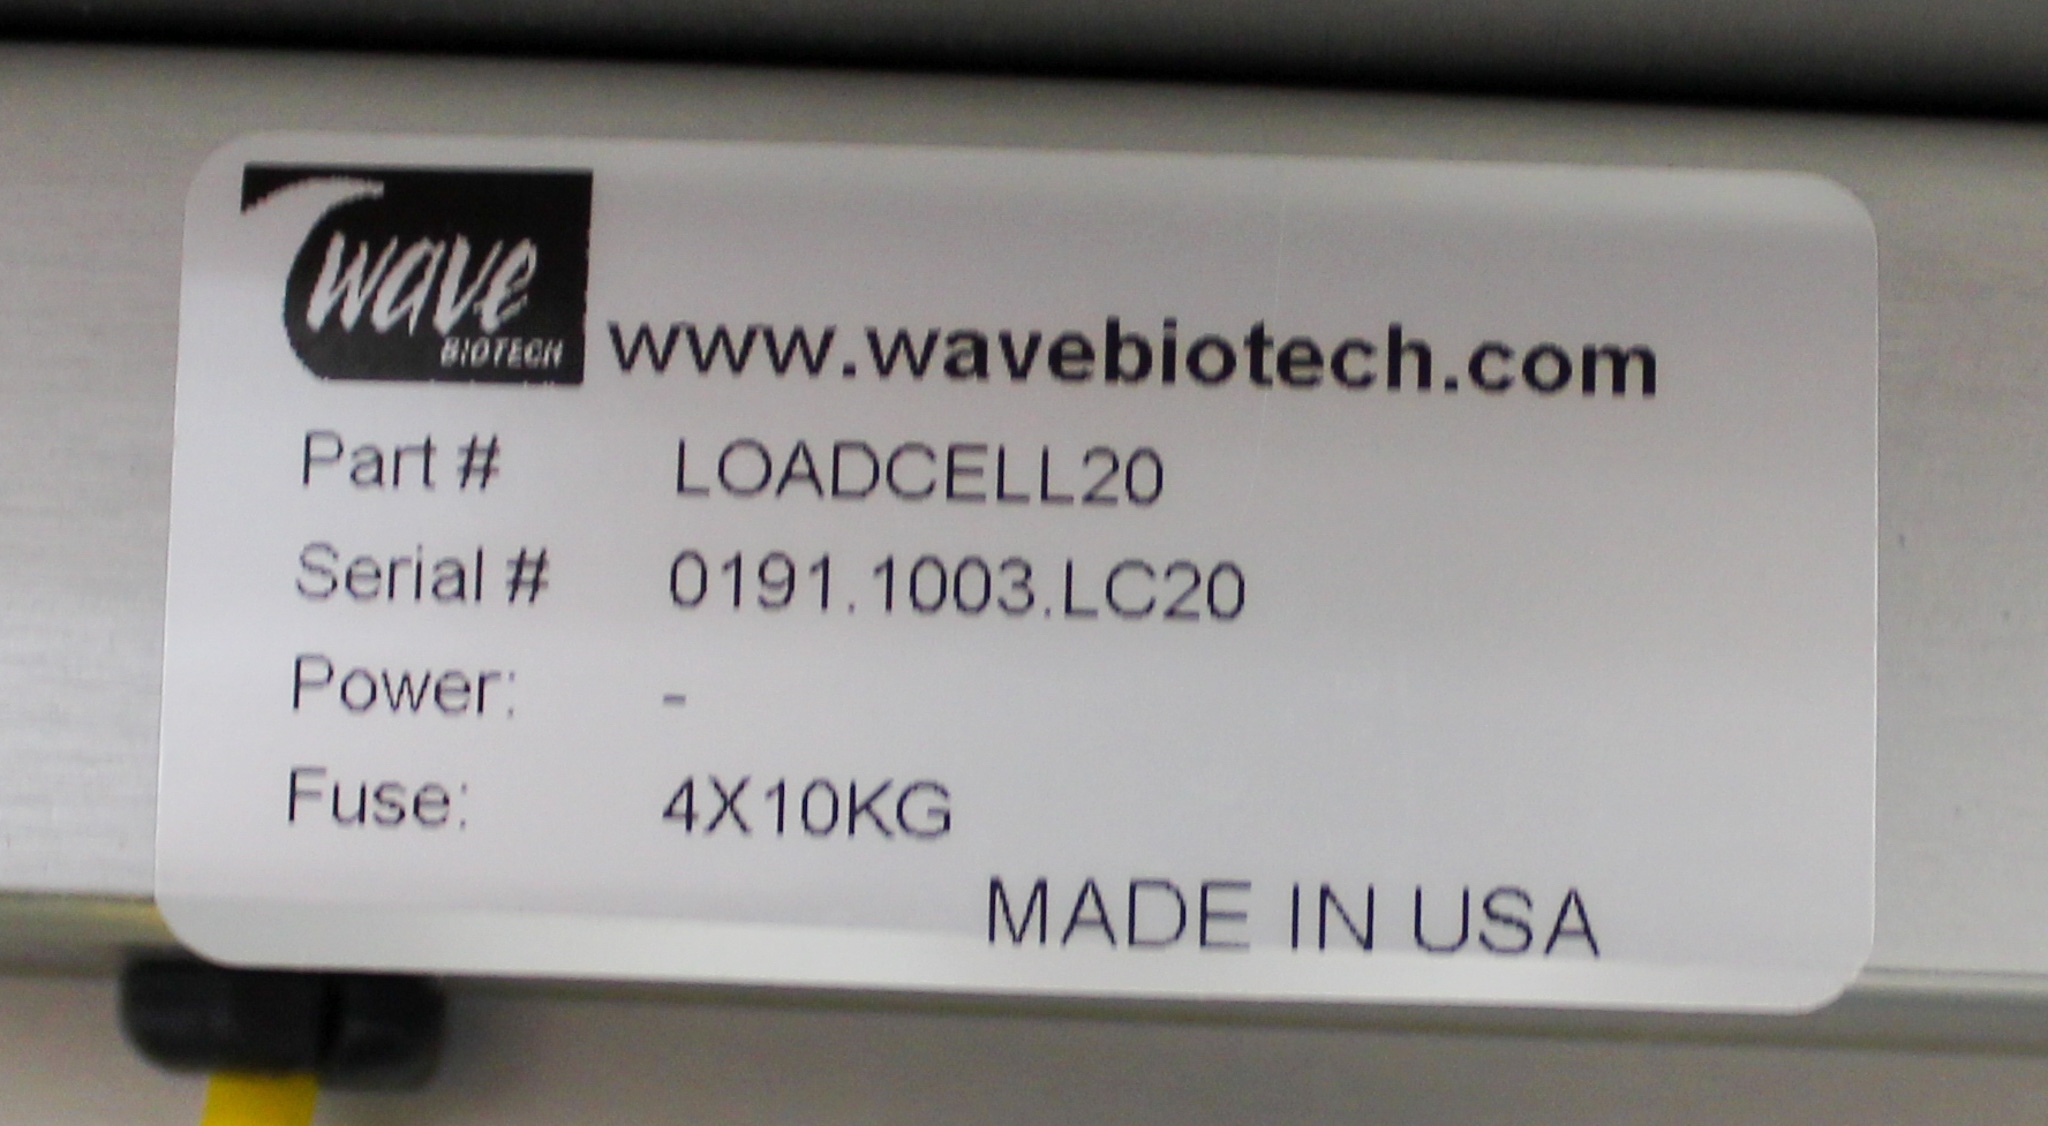 wave
BIOTECH
www.wavebiotech.com
Part # LOADCELL20
Serial # 0191.1003.LC20
Power: -
Fuse: 4X10KG
MADE IN USA